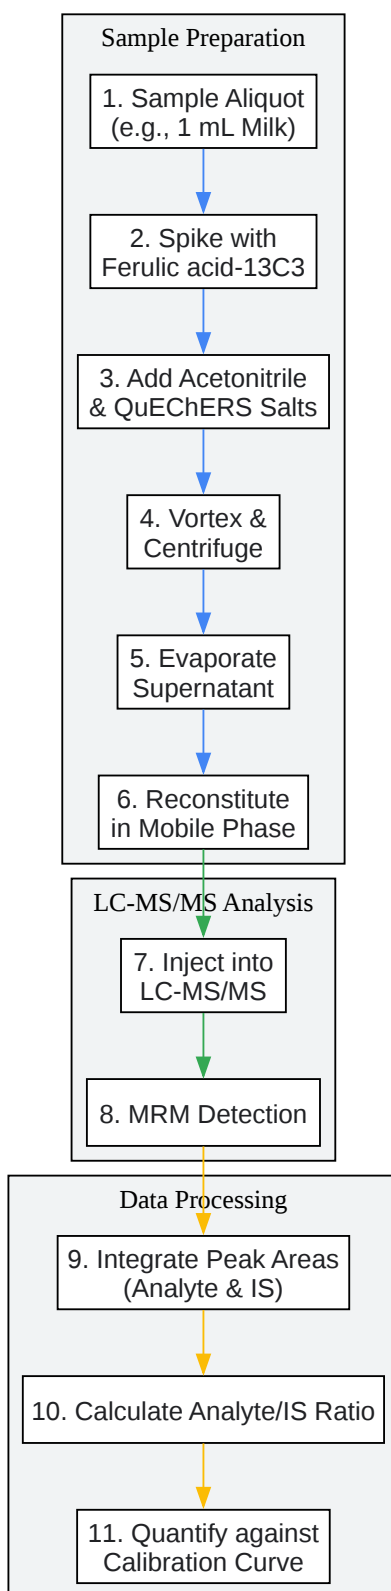 Sample Preparation
1. Sample Aliquot
(e.g., 1 mL Milk)
2. Spike with
Ferulic acid-13C3
3. Add Acetonitrile
& QuEChERS Salts
4. Vortex &
Centrifuge
5. Evaporate
Supernatant
6. Reconstitute
in Mobile Phase
LC-MS/MS Analysis
7. Inject into
LC-MS/MS
8. MRM Detection
Data Processing
9. Integrate Peak Areas
(Analyte & IS)
10. Calculate Analyte/IS Ratio
11. Quantify against
Calibration Curve